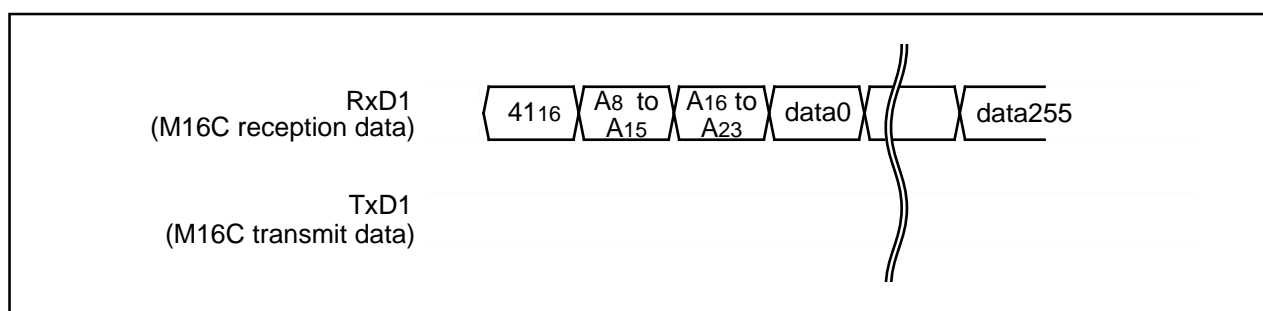 RxD1
(M16C reception data)
4116
A8 to
A15
A16 to
A23
data0
data255
TxD1
(M16C transmit data)